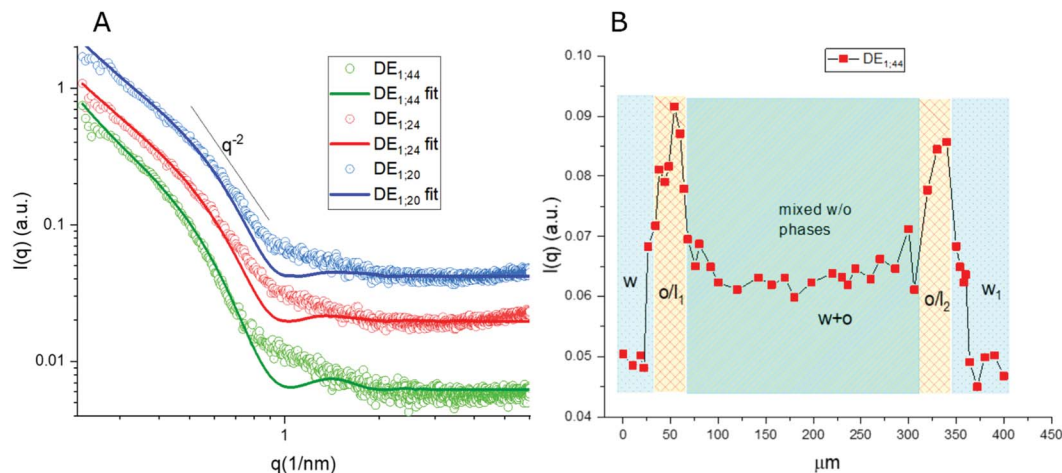 A
I(q) (a.u.)
1
0.1
0.01
q⁻²
DE₁;₄₄
DE₁;₄₄ fit
DE₁;₂₄
DE₁;₂₄ fit
DE₁;₂₀
DE₁;₂₀ fit
1
q(1/nm)
B
I(q) (a.u.)
0.10
0.09
0.08
0.07
0.06
0.05
0.04
DE₁;₄₄
w
o/l₁
mixed w/o
phases
w+o
o/l₂
w₁
0 50 100 150 200 250 300 350 400 450
μm